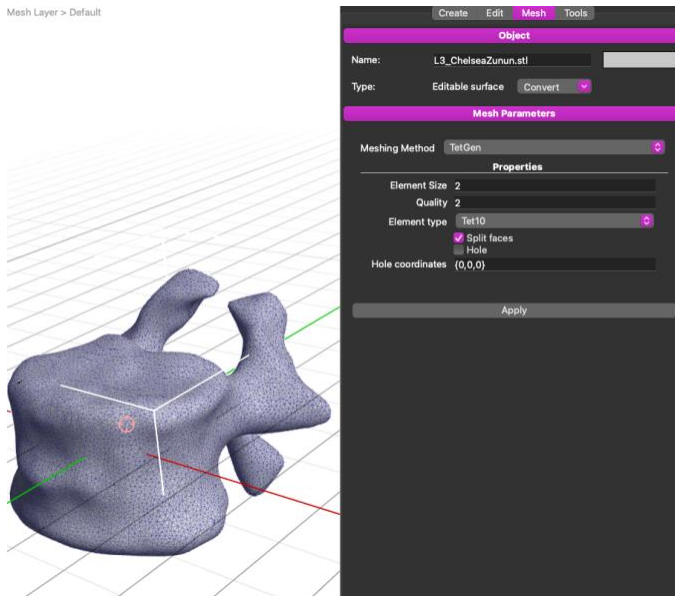 Mesh Layer > Default
Create Edit Mesh Tools
Object
Name: L3_ChelseaZunun.stl
Type: Editable surface Convert
Mesh Parameters
Meshing Method TetGen
Properties
Element Size 2
Quality 2
Element type Tet10
Split faces
Hole
Hole coordinates {0,0,0}
Apply